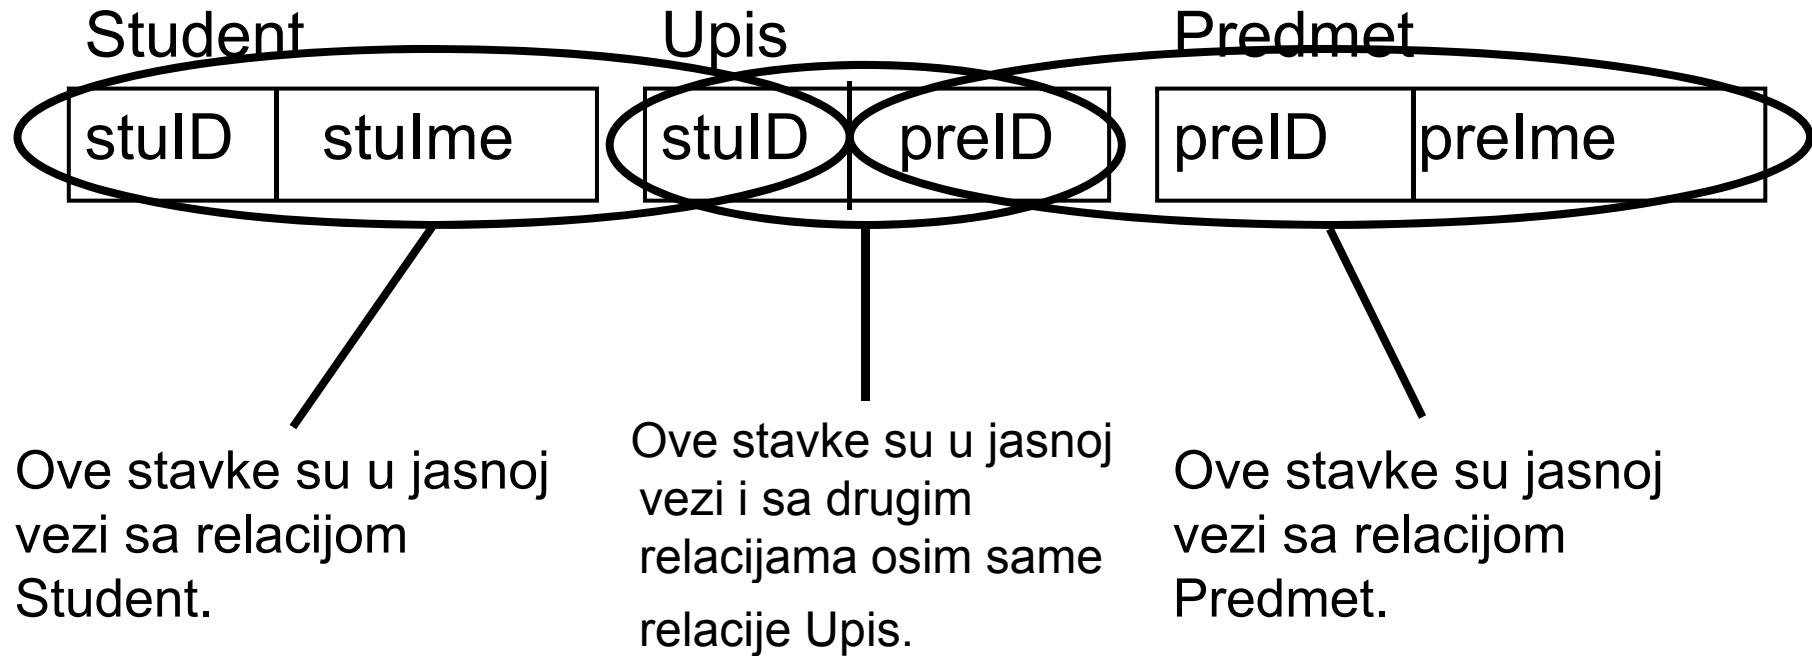 Student
Upis
Predmet
stuID
stuIme
stuID
preID
preID
preIme
Ove stavke su u jasnoj
vezi sa relacijom
Student.
Ove stavke su u jasnoj
vezi i sa drugim
relacijama osim same
relacije Upis.
Ove stavke su jasnoj
vezi sa relacijom
Predmet.